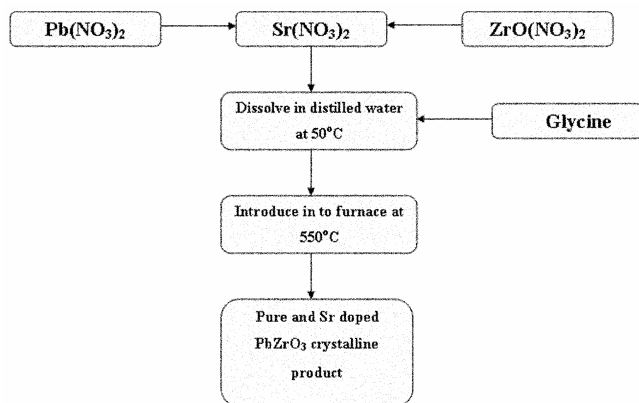 Pb(NO₃)₂
Sr(NO₃)₂
ZrO(NO₃)₂
Dissolve in distilled water
at 50°C
Glycine
Introduce in to furnace at
550°C
Pure and Sr doped
PbZrO₃ crystalline
product